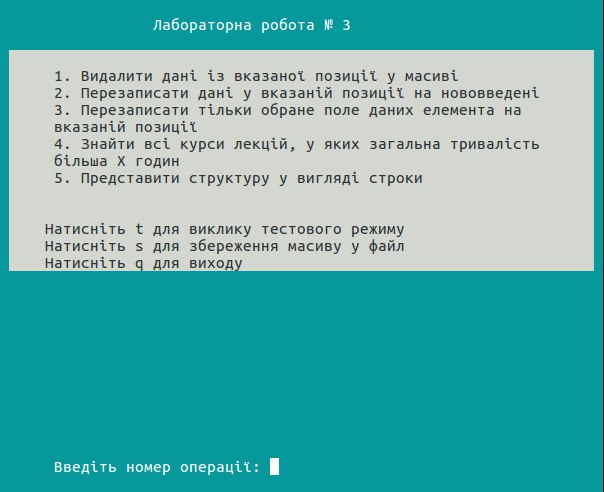 Лабораторна робота № 3
1. Видалити дані із вказаної позиції у масиві
2. Перезаписати дані у вказаній позиції на нововведені
3. Перезаписати тільки обране поле даних елемента на
вказаній позиції
4. Знайти всі курси лекцій, у яких загальна тривалість
більша X годин
5. Представити структуру у вигляді строки
Натисніть t для виклику тестового режиму
Натисніть s для збереження масиву у файл
Натисніть q для виходу
Введіть номер операції: